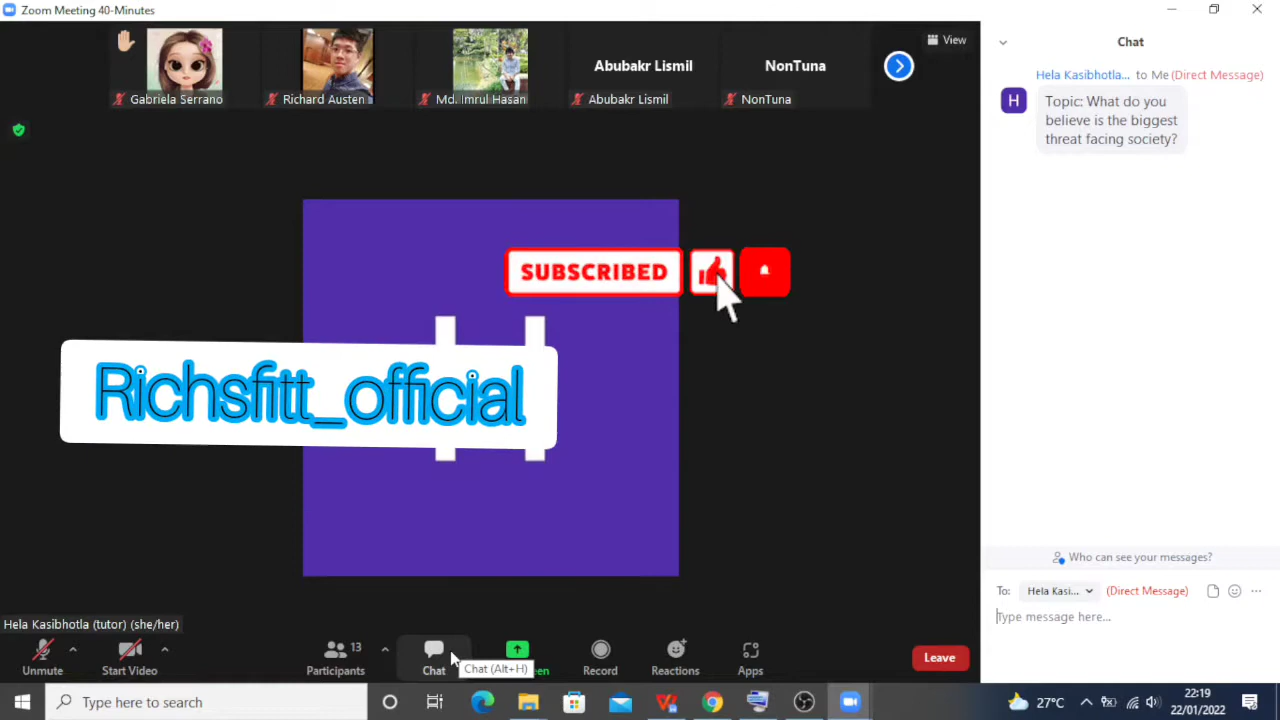 Zoom Meeting 40-Minutes
View
Abubakr Lismil
NonTuna
Gabriela Serrano
Richard Austen
Md. Imrul Hasan
Abubakr Lismil
NonTuna
Chat
Hela Kasibhotla... to Me (Direct Message)
H
Topic: What do you
believe is the biggest
threat facing society?
SUBSCRIBED
Richsfitt_official
H
Who can see your messages?
To: Hela Kasi... (Direct Message)
Type message here...
Hela Kasibhotla (tutor) (she/her)
Unmute
Start Video
13
Participants
Chat
Chat (Alt+H)
een
Record
Reactions
Apps
Leave
Type here to search
27°C
22:19
22/01/2022